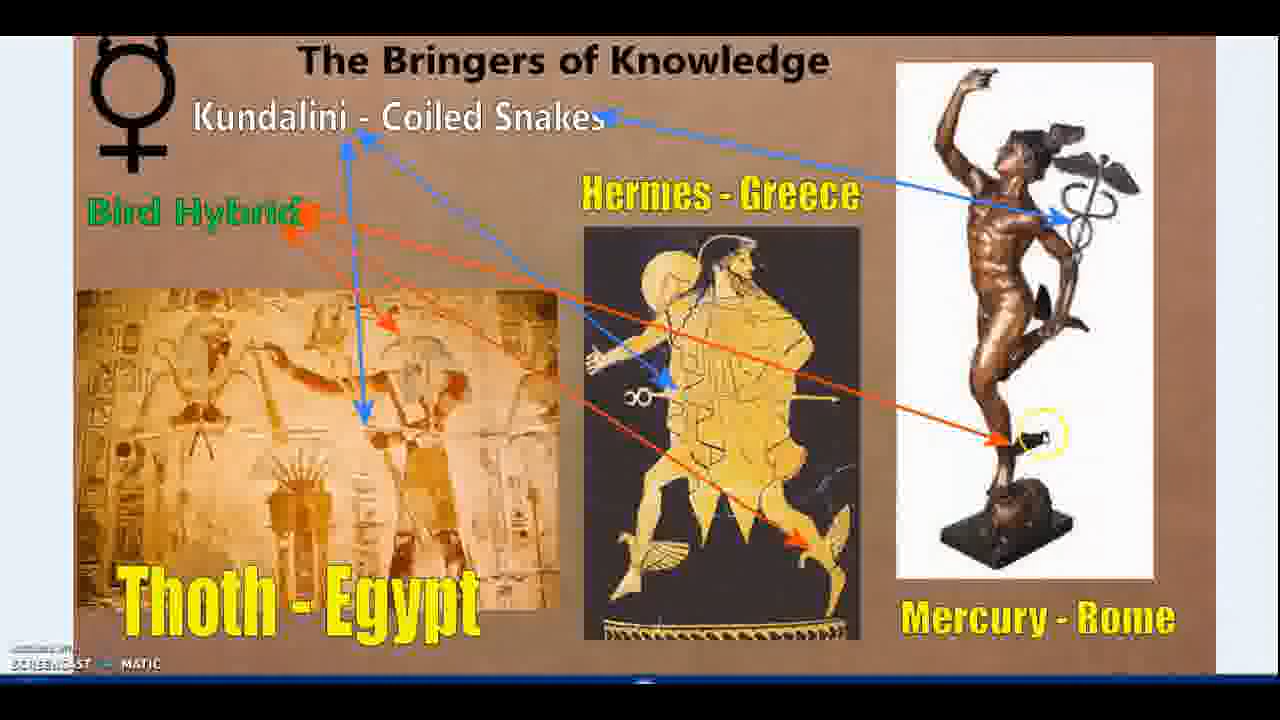 The Bringers of Knowledge
Kundalini - Coiled Snakes
Hermes - Greece
Bird Hybrid
Thoth - Egypt
Mercury - Rome
SCREENCAST MATIC